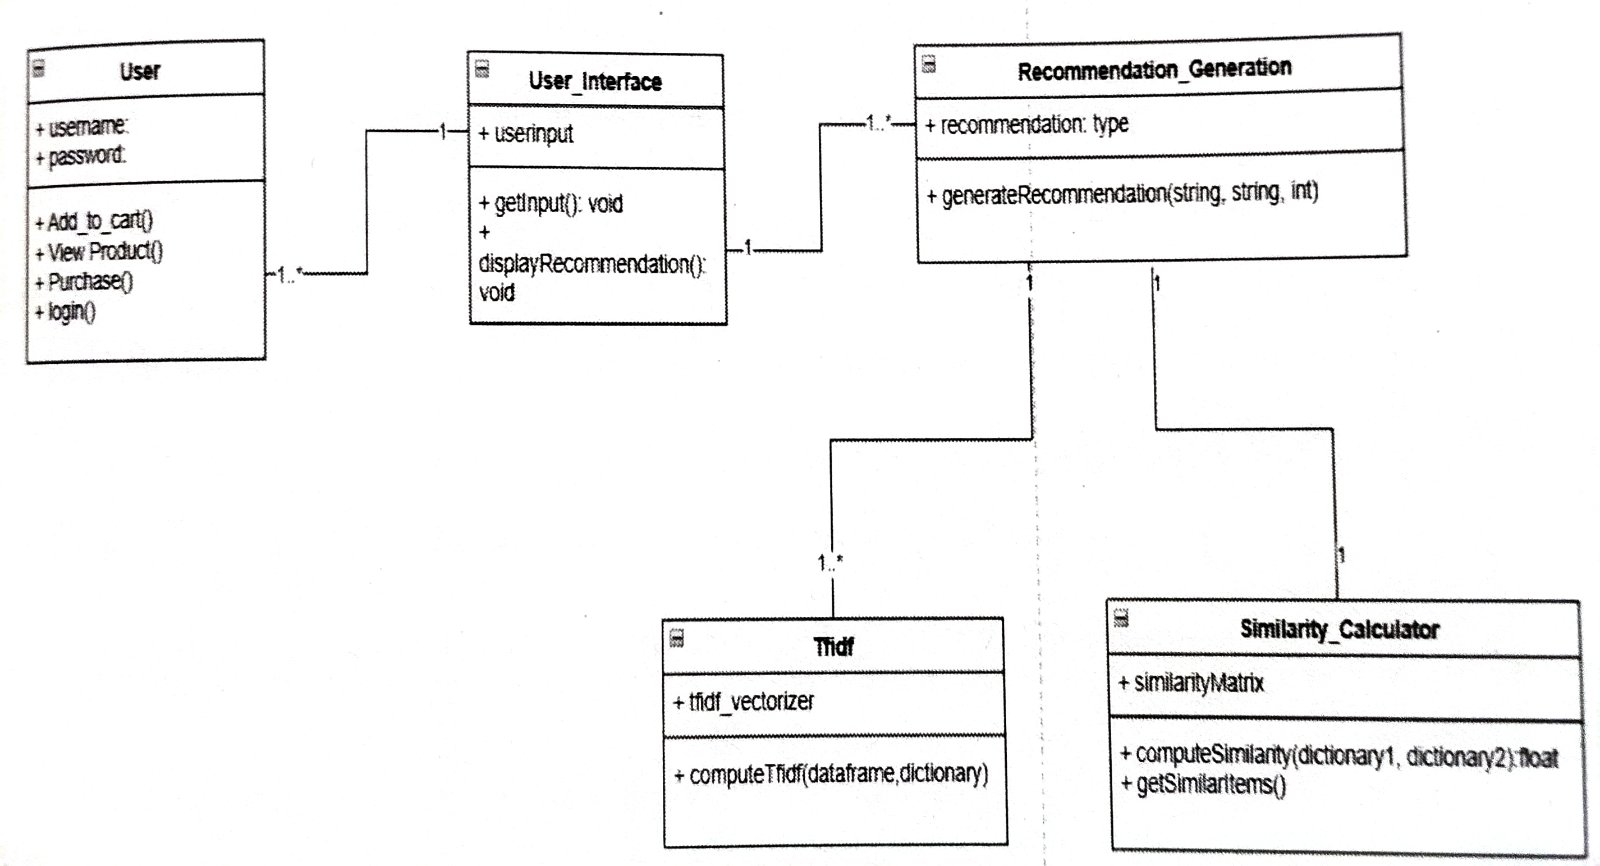 User
+ username:
+ password:
+ Add_to_cart()
+ View Product()
+ Purchase()
+ login()
1..*
1
User_Interface
+ userinput
+ getInput(): void
+
displayRecommendation():
void
1
1..*
Recommendation_Generation
+ recommendation: type
+ generateRecommendation(string, string, int)
1
1
1..*
1
Tfidf
+ tfidf_vectorizer
+ computeTfidf(dataframe,dictionary)
Similarity_Calculator
+ similarityMatrix
+ computeSimilarity(dictionary1, dictionary2):float
+ getSimilarItems()